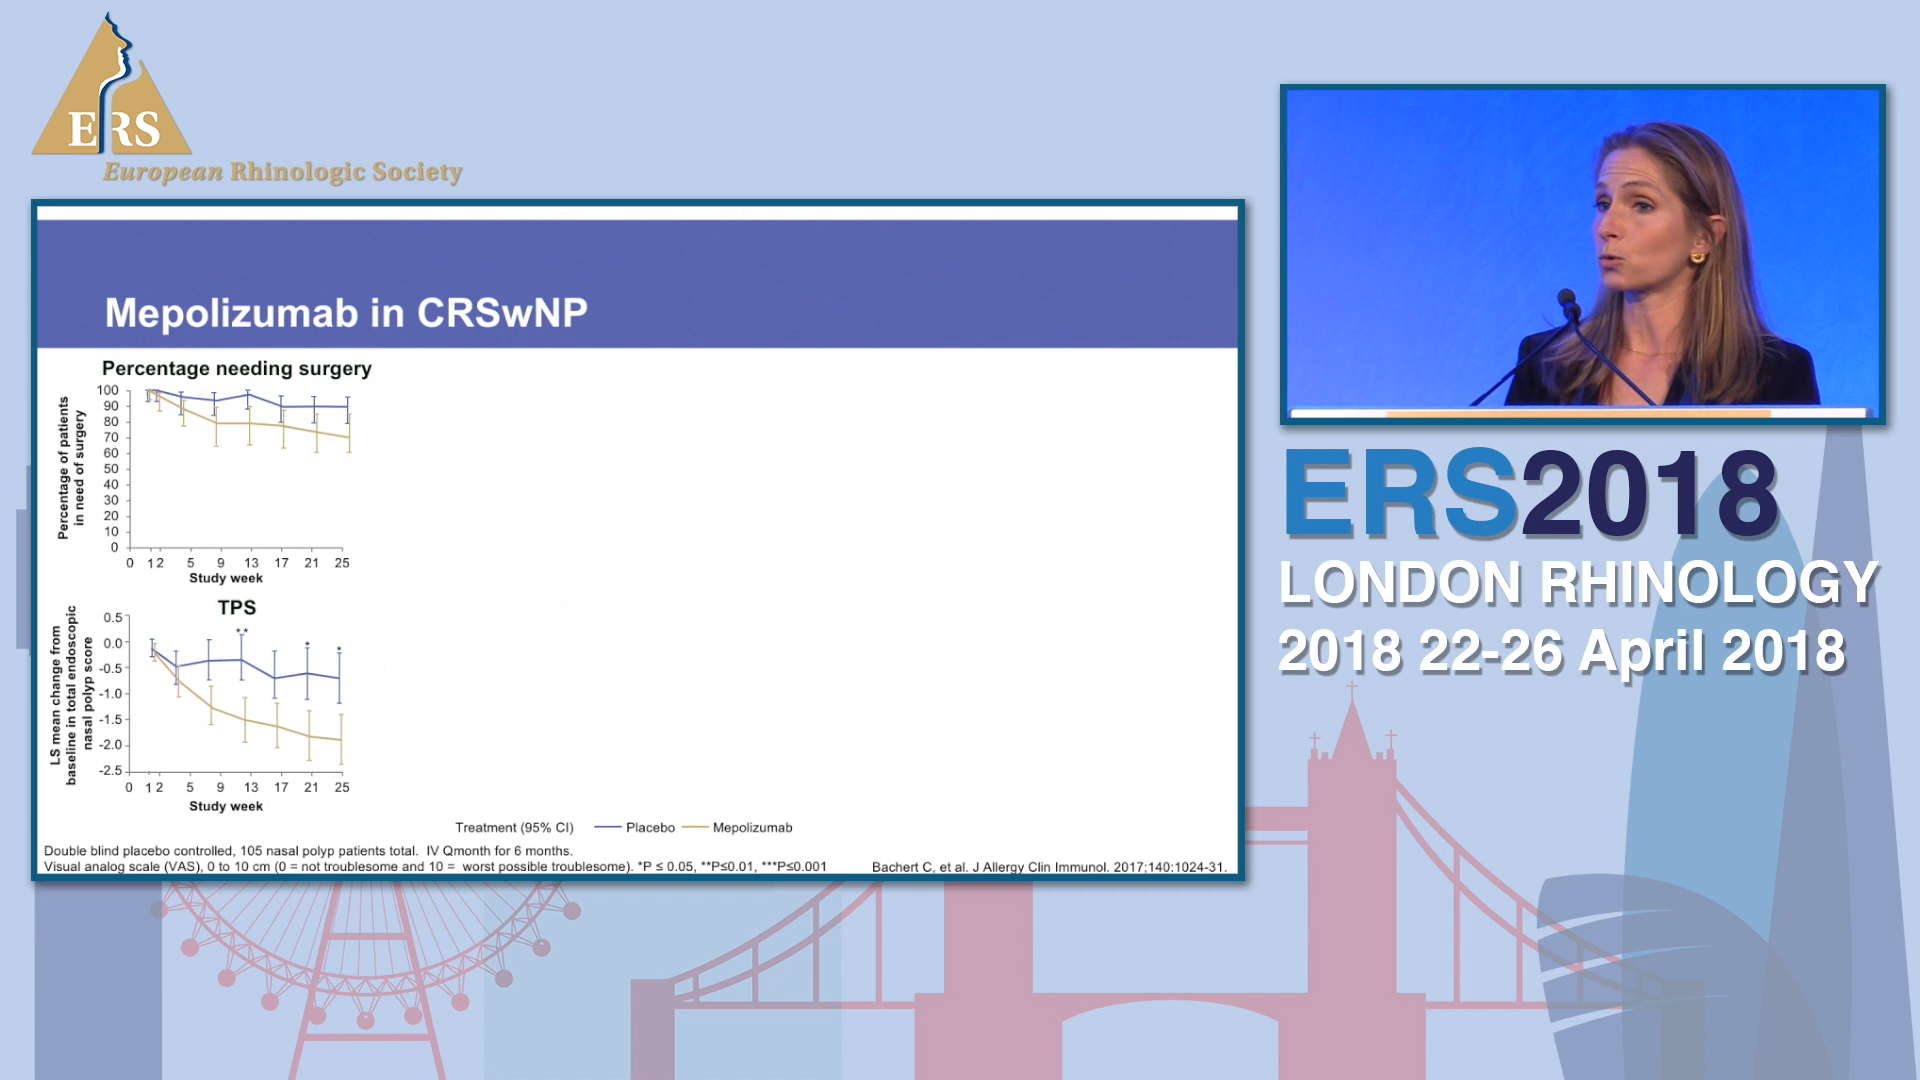 ERS
European Rhinologic Society
Mepolizumab in CRSwNP
Percentage needing surgery
Percentage of patients
in need of surgery
100
90
80
70
60
50
40
30
20
10
0
0 1 2 5 9 13 17 21 25
Study week
TPS
LS mean change from
baseline in total endoscopic
nasal polyp score
0.5
0.0
-0.5
-1.0
-1.5
-2.0
-2.5
** * *
0 1 2 5 9 13 17 21 25
Study week
Treatment (95% CI) Placebo Mepolizumab
Double blind placebo controlled, 105 nasal polyp patients total. IV Qmonth for 6 months.
Visual analog scale (VAS), 0 to 10 cm (0 = not troublesome and 10 = worst possible troublesome). *P ≤ 0.05, **P≤0.01, ***P≤0.001
Bachert C, et al. J Allergy Clin Immunol. 2017;140:1024-31.
ERS2018
LONDON RHINOLOGY
2018 22-26 April 2018